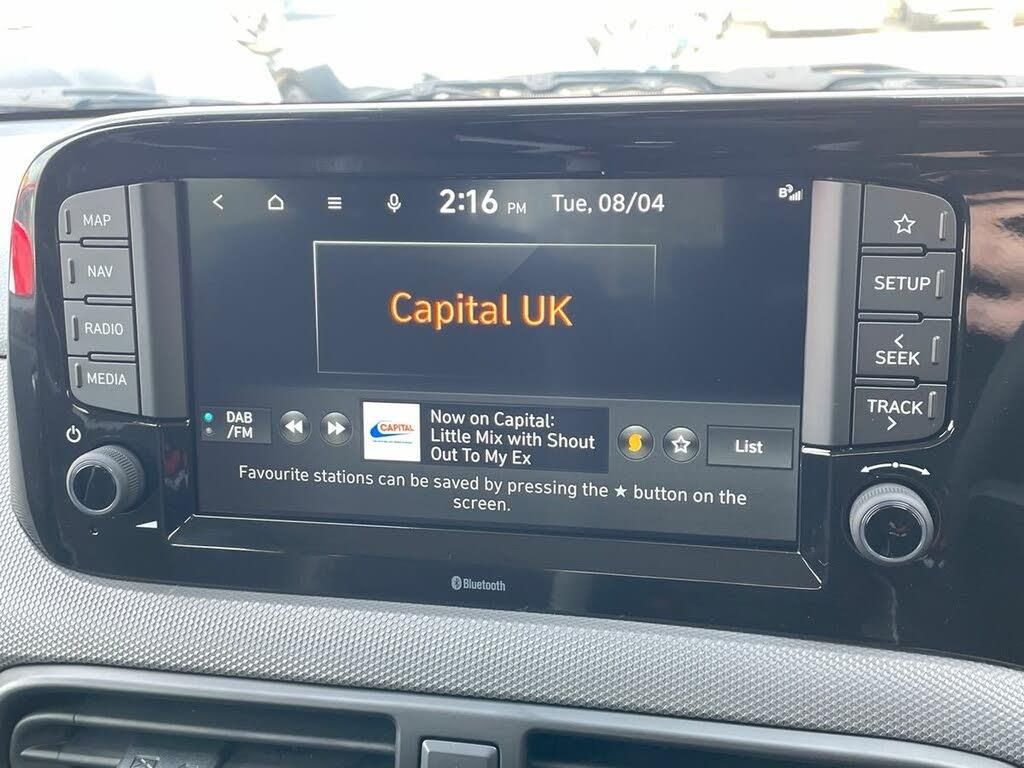 2:16 PM Tue, 08/04
MAP
NAV
RADIO
MEDIA
Capital UK
DAB
/FM
CAPITAL
Now on Capital:
Little Mix with Shout
Out To My Ex
List
Favourite stations can be saved by pressing the ★ button on the
screen.
SETUP
<
SEEK
TRACK
>
Bluetooth